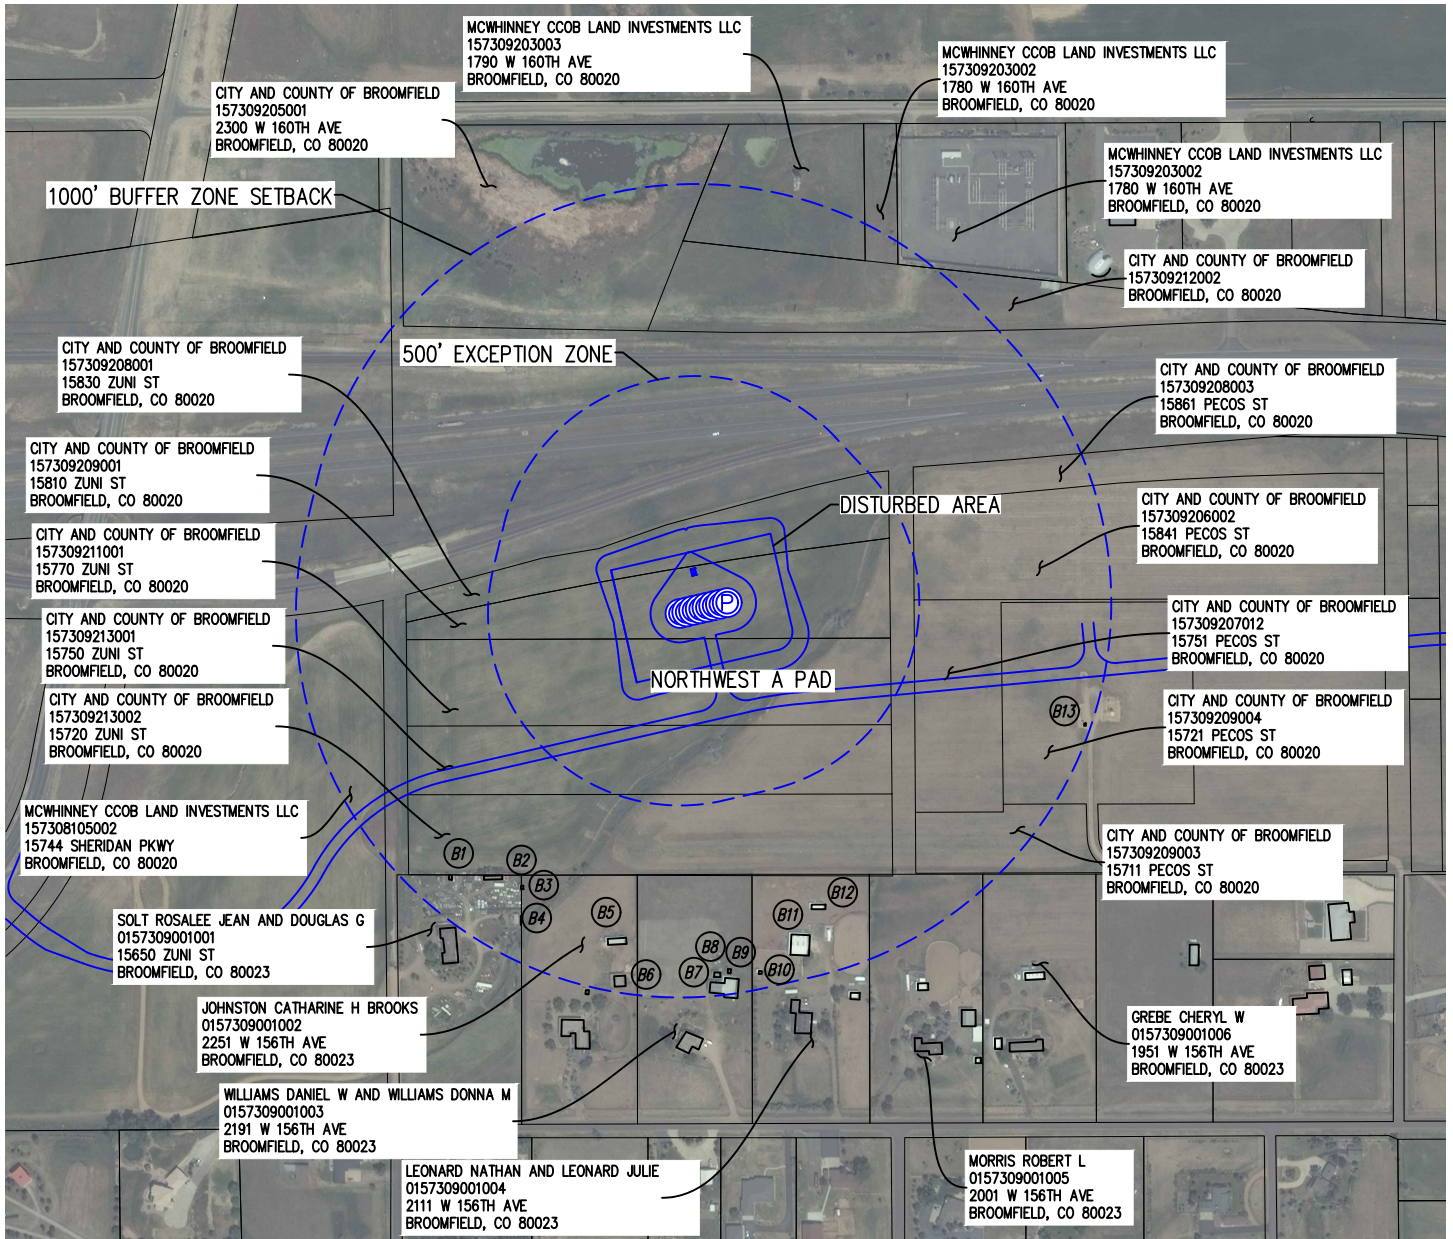 MCWHINNEY CCOB LAND INVESTMENTS LLC
157309203003
1790 W 160TH AVE
BROOMFIELD, CO 80020
MCWHINNEY CCOB LAND INVESTMENTS LLC
157309203002
1780 W 160TH AVE
BROOMFIELD, CO 80020
CITY AND COUNTY OF BROOMFIELD
157309205001
2300 W 160TH AVE
BROOMFIELD, CO 80020
MCWHINNEY CCOB LAND INVESTMENTS LLC
157309203002
1780 W 160TH AVE
BROOMFIELD, CO 80020
1000' BUFFER ZONE SETBACK
CITY AND COUNTY OF BROOMFIELD
157309212002
BROOMFIELD, CO 80020
CITY AND COUNTY OF BROOMFIELD
157309208001
15830 ZUNI ST
BROOMFIELD, CO 80020
500' EXCEPTION ZONE
CITY AND COUNTY OF BROOMFIELD
157309208003
15861 PECOS ST
BROOMFIELD, CO 80020
CITY AND COUNTY OF BROOMFIELD
157309209001
15810 ZUNI ST
BROOMFIELD, CO 80020
DISTURBED AREA
CITY AND COUNTY OF BROOMFIELD
157309206002
15841 PECOS ST
BROOMFIELD, CO 80020
CITY AND COUNTY OF BROOMFIELD
157309211001
15770 ZUNI ST
BROOMFIELD, CO 80020
P
CITY AND COUNTY OF BROOMFIELD
157309207012
15751 PECOS ST
BROOMFIELD, CO 80020
CITY AND COUNTY OF BROOMFIELD
157309213001
15750 ZUNI ST
BROOMFIELD, CO 80020
NORTHWEST A PAD
CITY AND COUNTY OF BROOMFIELD
157309213002
15720 ZUNI ST
BROOMFIELD, CO 80020
B13
CITY AND COUNTY OF BROOMFIELD
157309209004
15721 PECOS ST
BROOMFIELD, CO 80020
MCWHINNEY CCOB LAND INVESTMENTS LLC
157308105002
15744 SHERIDAN PKWY
BROOMFIELD, CO 80020
CITY AND COUNTY OF BROOMFIELD
157309209003
15711 PECOS ST
BROOMFIELD, CO 80020
B1
B2
B3
B4
B5
B6
B7
B8
B9
B10
B11
B12
SOLT ROSALEE JEAN AND DOUGLAS G
0157309001001
15650 ZUNI ST
BROOMFIELD, CO 80023
JOHNSTON CATHARINE H BROOKS
0157309001002
2251 W 156TH AVE
BROOMFIELD, CO 80023
GREBE CHERYL W
0157309001006
1951 W 156TH AVE
BROOMFIELD, CO 80023
WILLIAMS DANIEL W AND WILLIAMS DONNA M
0157309001003
2191 W 156TH AVE
BROOMFIELD, CO 80023
LEONARD NATHAN AND LEONARD JULIE
0157309001004
2111 W 156TH AVE
BROOMFIELD, CO 80023
MORRIS ROBERT L
0157309001005
2001 W 156TH AVE
BROOMFIELD, CO 80023